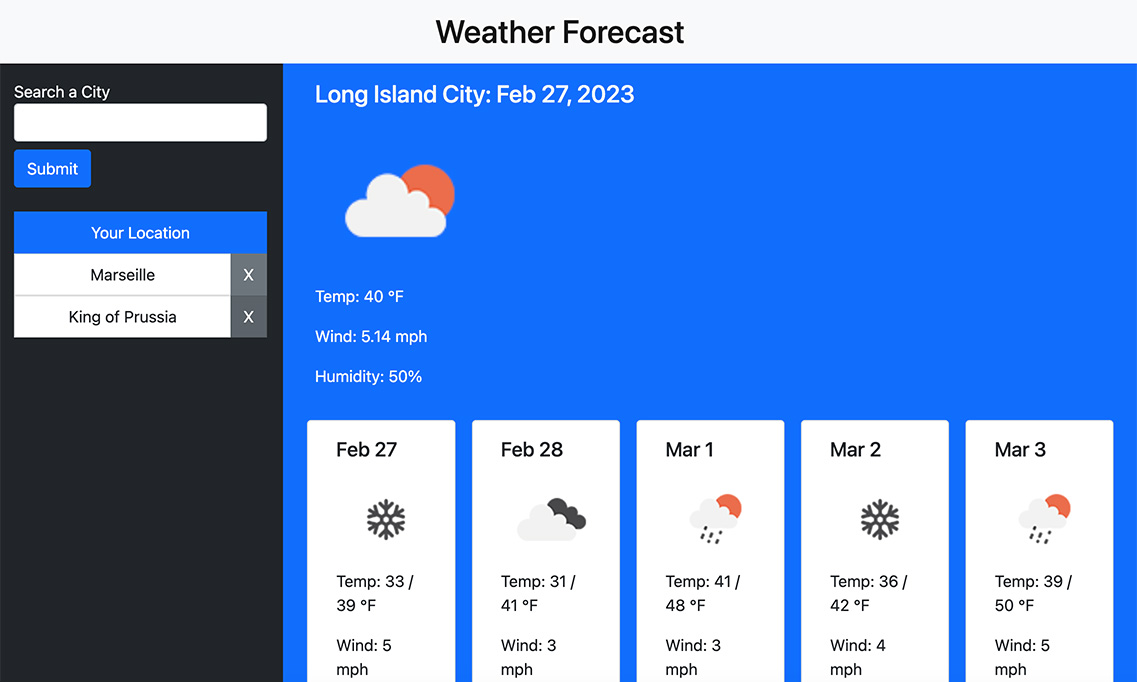 Weather Forecast
Search a City
Submit
Your Location
Marseille X
King of Prussia X
Long Island City: Feb 27, 2023
Temp: 40 °F
Wind: 5.14 mph
Humidity: 50%
Feb 27
Temp: 33 /
39 °F
Wind: 5
mph
Feb 28
Temp: 31 /
41 °F
Wind: 3
mph
Mar 1
Temp: 41 /
48 °F
Wind: 3
mph
Mar 2
Temp: 36 /
42 °F
Wind: 4
mph
Mar 3
Temp: 39 /
50 °F
Wind: 5
mph